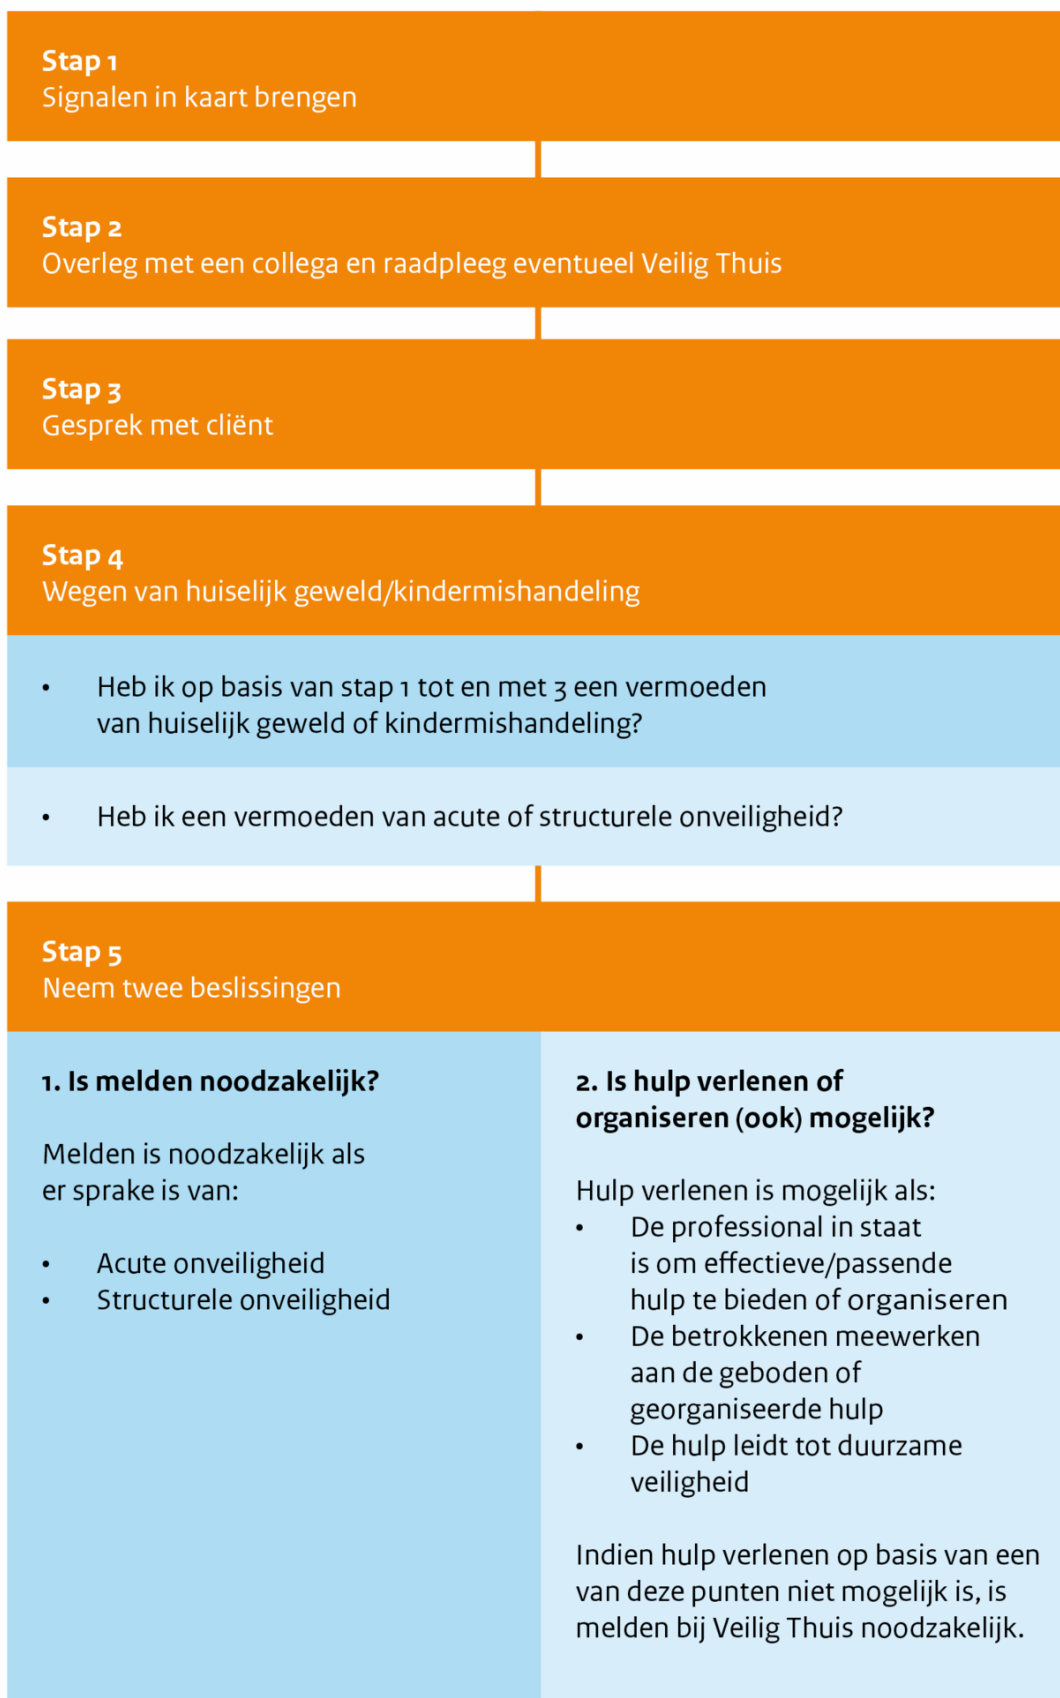 Stap 1
Signalen in kaart brengen
Stap 2
Overleg met een collega en raadpleeg eventueel Veilig Thuis
Stap 3
Gesprek met cliënt
Stap 4
Wegen van huiselijk geweld/kindermishandeling
• Heb ik op basis van stap 1 tot en met 3 een vermoeden
van huiselijk geweld of kindermishandeling?
• Heb ik een vermoeden van acute of structurele onveiligheid?
Stap 5
Neem twee beslissingen
1. Is melden noodzakelijk?
Melden is noodzakelijk als
er sprake is van:
• Acute onveiligheid
• Structurele onveiligheid
2. Is hulp verlenen of
organiseren (ook) mogelijk?
Hulp verlenen is mogelijk als:
• De professional in staat
is om effectieve/passende
hulp te bieden of organiseren
• De betrokkenen meewerken
aan de geboden of
georganiseerde hulp
• De hulp leidt tot duurzame
veiligheid
Indien hulp verlenen op basis van een
van deze punten niet mogelijk is, is
melden bij Veilig Thuis noodzakelijk.